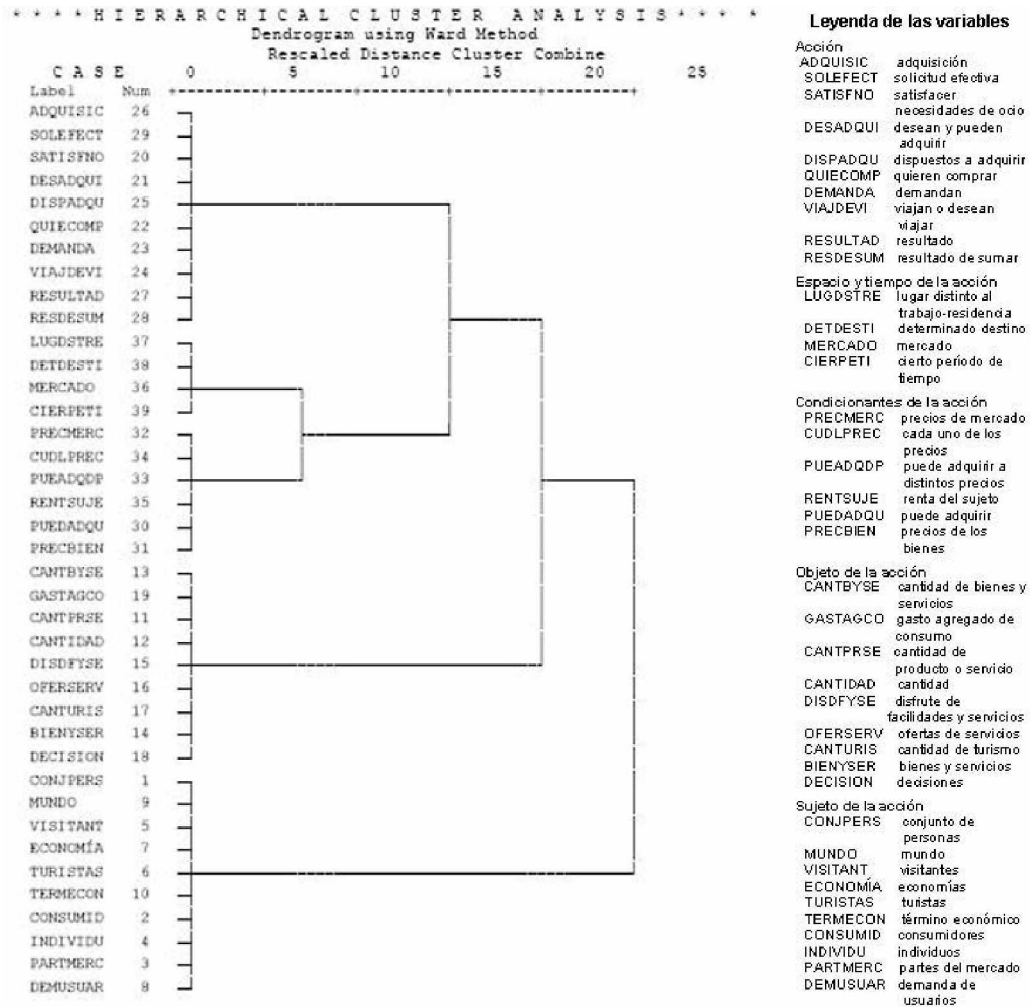 * * * * H I E R A R C H I C A L C L U S T E R A N A L Y S I S * * * *
Dendrogram using Ward Method
Rescaled Distance Cluster Combine
C A S E 0 5 10 15 20 25
Label Num
ADQUISIC 26
SOLEFECT 29
SATISFNO 20
DESADQUI 21
DISPADQU 25
QUIECOMP 22
DEMANDA 23
VIAJDEVI 24
RESULTAD 27
RESDESUM 28
LUGDSTRE 37
DETDESTI 38
MERCADO 36
CIERPETI 39
PRECMERC 32
CUDLPREC 34
PUEADQDP 33
RENTSUJE 35
PUEDADQU 30
PRECBIEN 31
CANTBYSE 13
GASTAGCO 19
CANTPRSE 11
CANTIDAD 12
DISDFYSE 15
OFERSERV 16
CANTURIS 17
BIENYSER 14
DECISION 18
CONJPERS 1
MUNDO 9
VISITANT 5
ECONOMÍA 7
TURISTAS 6
TERMECON 10
CONSUMID 2
INDIVIDU 4
PARTMERC 3
DEMUSUAR 8
Leyenda de las variables
Acción
ADQUISIC adquisición
SOLEFECT solicitud efectiva
SATISFNO satisfacer
necesidades de ocio
DESADQUI desean y pueden
adquirir
DISPADQU dispuestos a adquirir
QUIECOMP quieren comprar
DEMANDA demandan
VIAJDEVI viajan o desean
viajar
RESULTAD resultado
RESDESUM resultado de sumar
Espacio y tiempo de la acción
LUGDSTRE lugar distinto al
trabajo-residencia
DETDESTI determinado destino
MERCADO mercado
CIERPETI cierto período de
tiempo
Condicionantes de la acción
PRECMERC precios de mercado
CUDLPREC cada uno de los
precios
PUEADQDP puede adquirir a
distintos precios
RENTSUJE renta del sujeto
PUEDADQU puede adquirir
PRECBIEN precios de los
bienes
Objeto de la acción
CANTBYSE cantidad de bienes y
servicios
GASTAGCO gasto agregado de
consumo
CANTPRSE cantidad de
producto o servicio
CANTIDAD cantidad
DISDFYSE disfrute de
facilidades y servicios
OFERSERV ofertas de servicios
CANTURIS cantidad de turismo
BIENYSER bienes y servicios
DECISION decisiones
Sujeto de la acción
CONJPERS conjunto de
personas
MUNDO mundo
VISITANT visitantes
ECONOMÍA economías
TURISTAS turistas
TERMECON término económico
CONSUMID consumidores
INDIVIDU individuos
PARTMERC partes del mercado
DEMUSUAR demanda de
usuarios